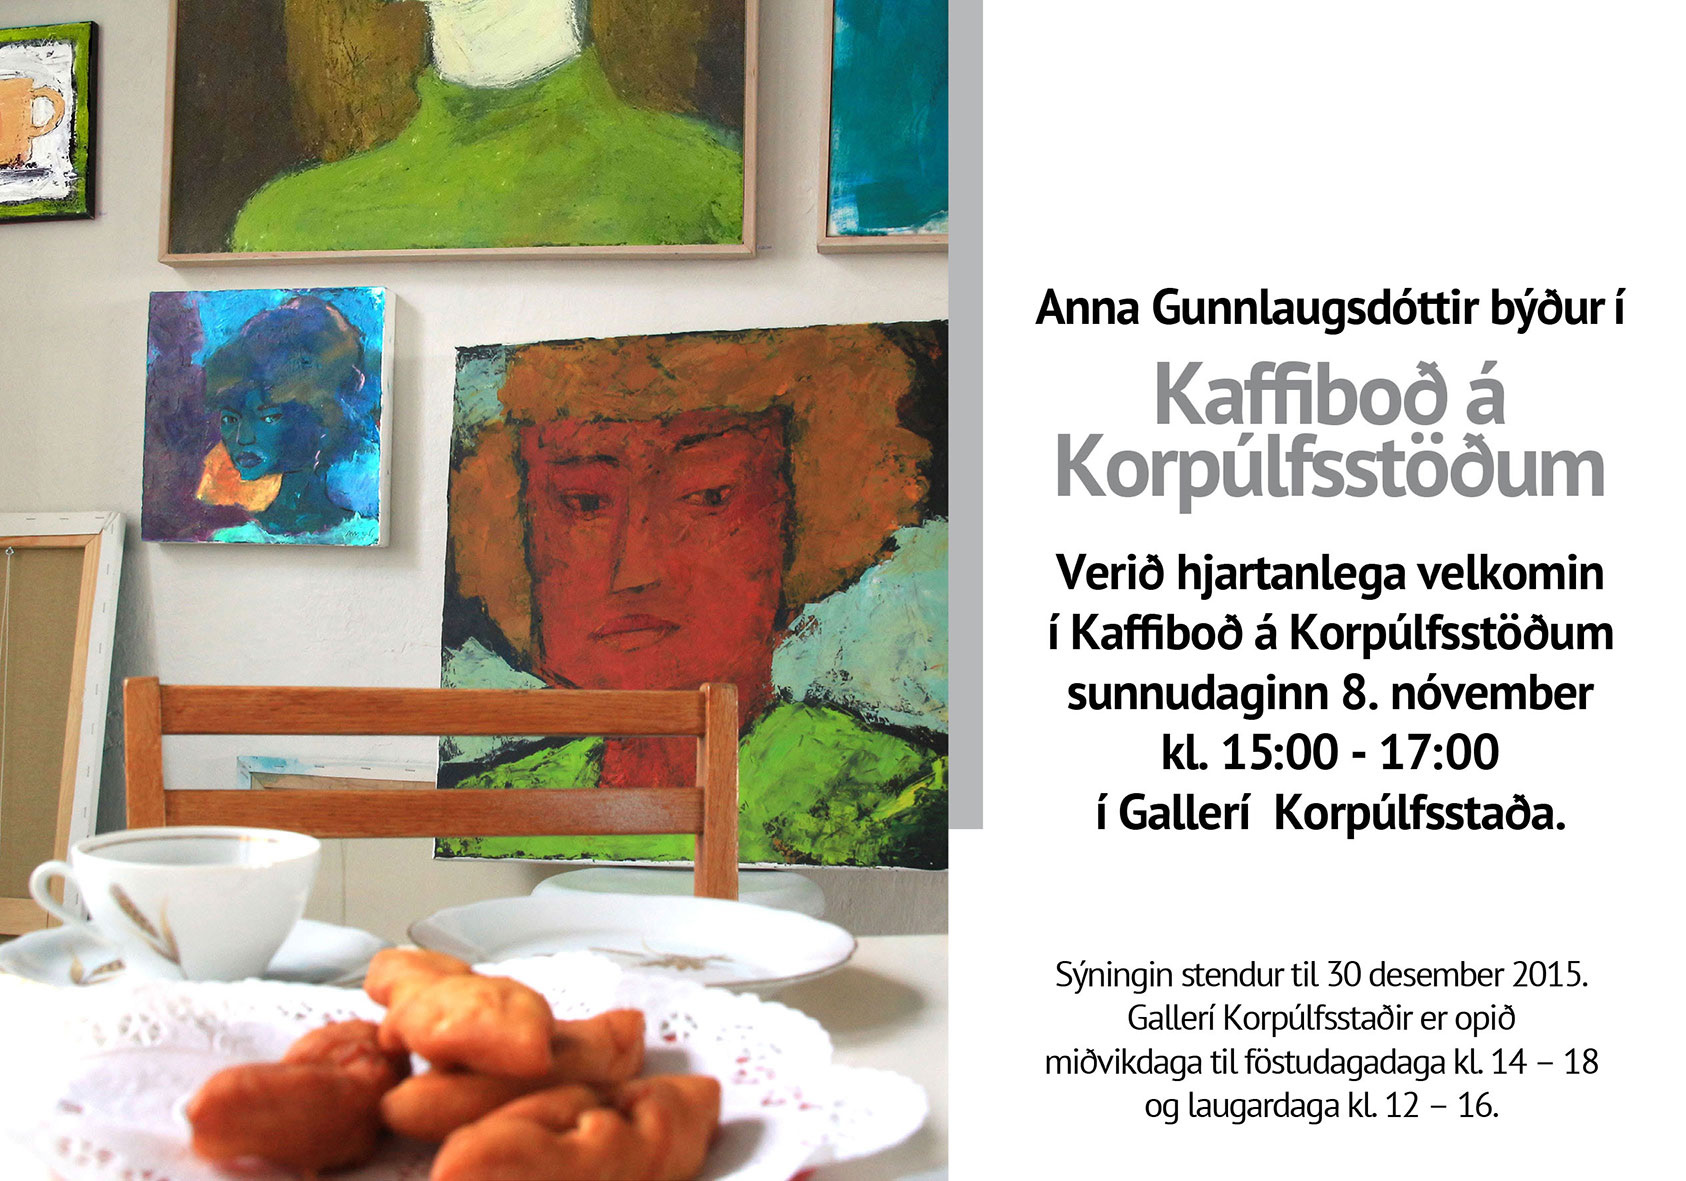 Anna Gunnlaugsdóttir býður í
Kaffiboð á
Korpúlfsstöðum
Verið hjartanlega velkomin
í Kaffiboð á Korpúlfsstöðum
sunnudaginn 8. nóvember
kl. 15:00 - 17:00
í Gallerí Korpúlfsstaða.
Sýningin stendur til 30 desember 2015.
Gallerí Korpúlfsstaðir er opið
miðvikdaga til föstudagadaga kl. 14 – 18
og laugardaga kl. 12 – 16.